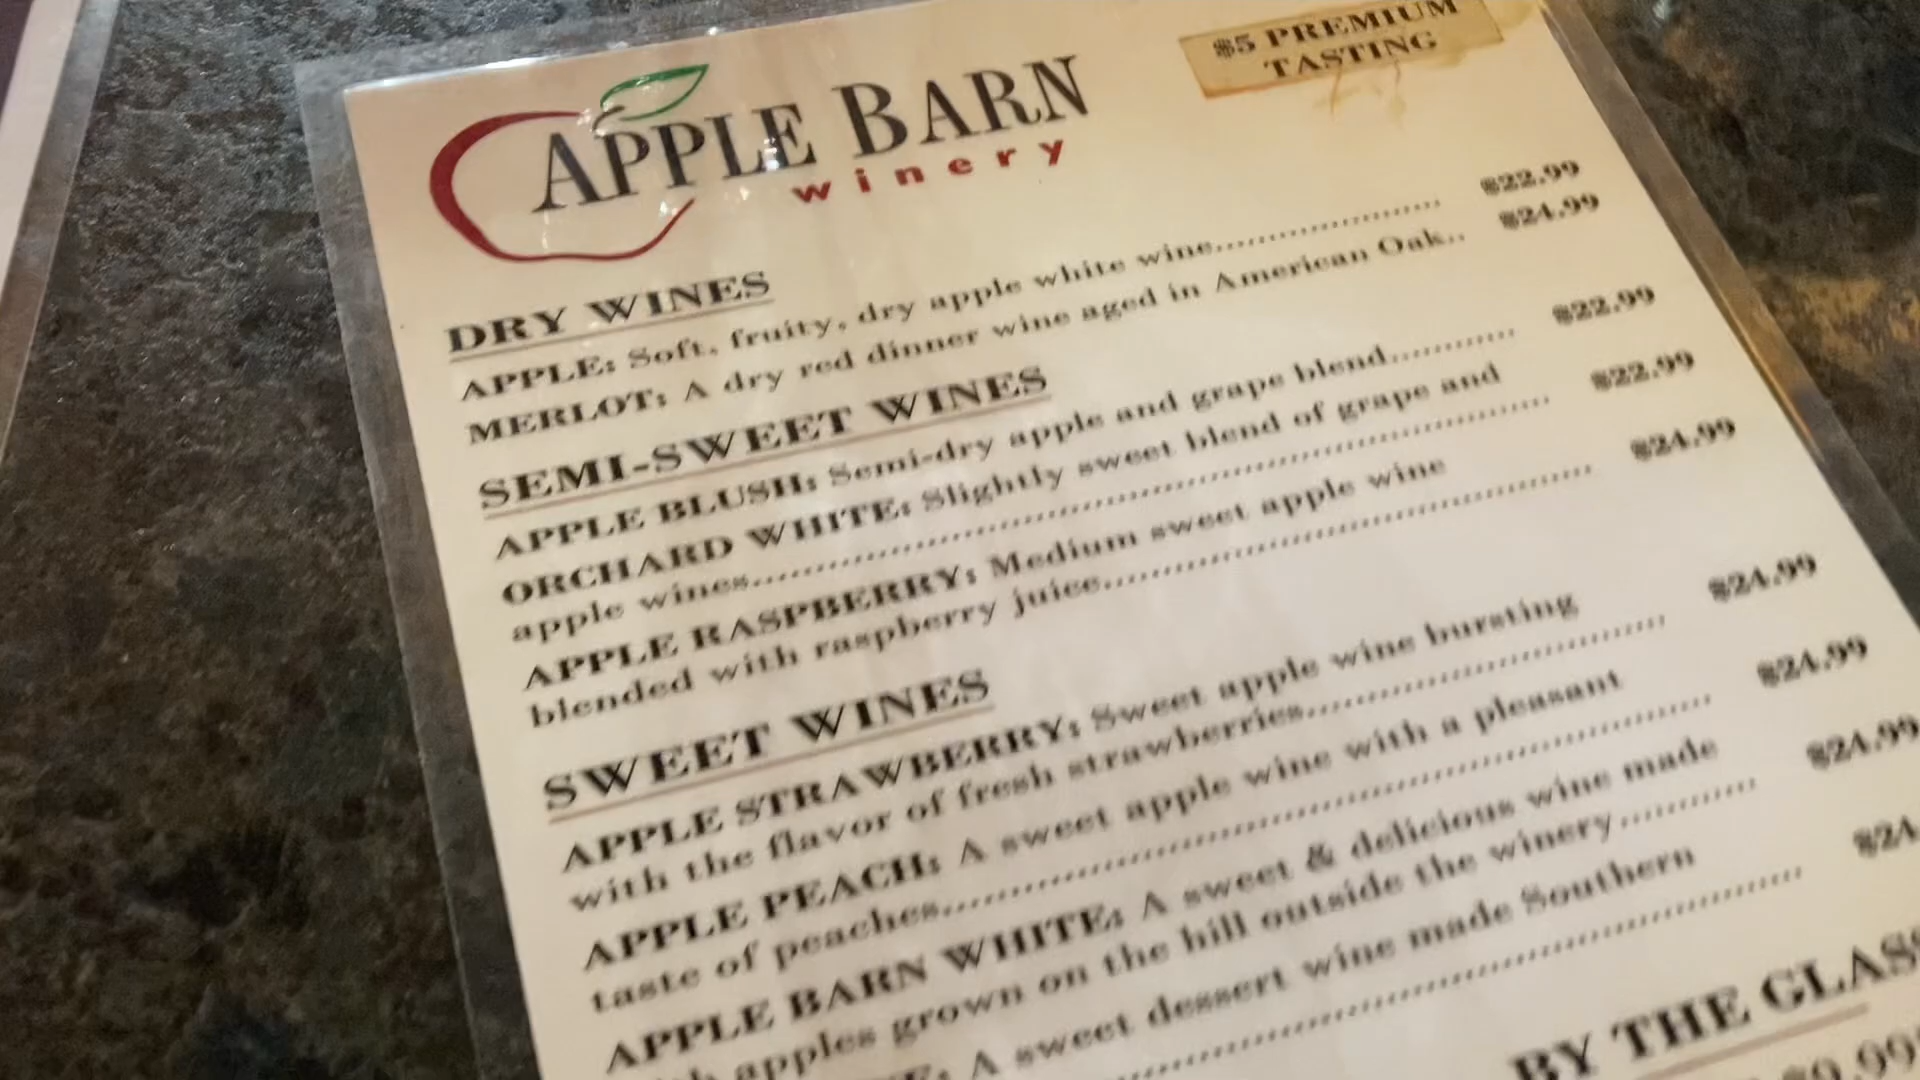 $5 PREMIUM
TASTING
APPLE BARN
winery
DRY WINES
APPLE: Soft, fruity, dry apple white wine........................ $22.99
MERLOT: A dry red dinner wine aged in American Oak.. $24.99
SEMI-SWEET WINES
APPLE BLUSH: Semi-dry apple and grape blend............. $22.99
ORCHARD WHITE: Slightly sweet blend of grape and
apple wines.................................................................. $22.99
APPLE RASPBERRY: Medium sweet apple wine
blended with raspberry juice........................................ $24.99
SWEET WINES
APPLE STRAWBERRY: Sweet apple wine bursting
with the flavor of fresh strawberries............................. $24.99
APPLE PEACH: A sweet apple wine with a pleasant
taste of peaches............................................................ $24.99
APPLE BARN WHITE: A sweet & delicious wine made
apples grown on the hill outside the winery........... $24.99
A sweet dessert wine made Southern
$24
BY THE GLASS